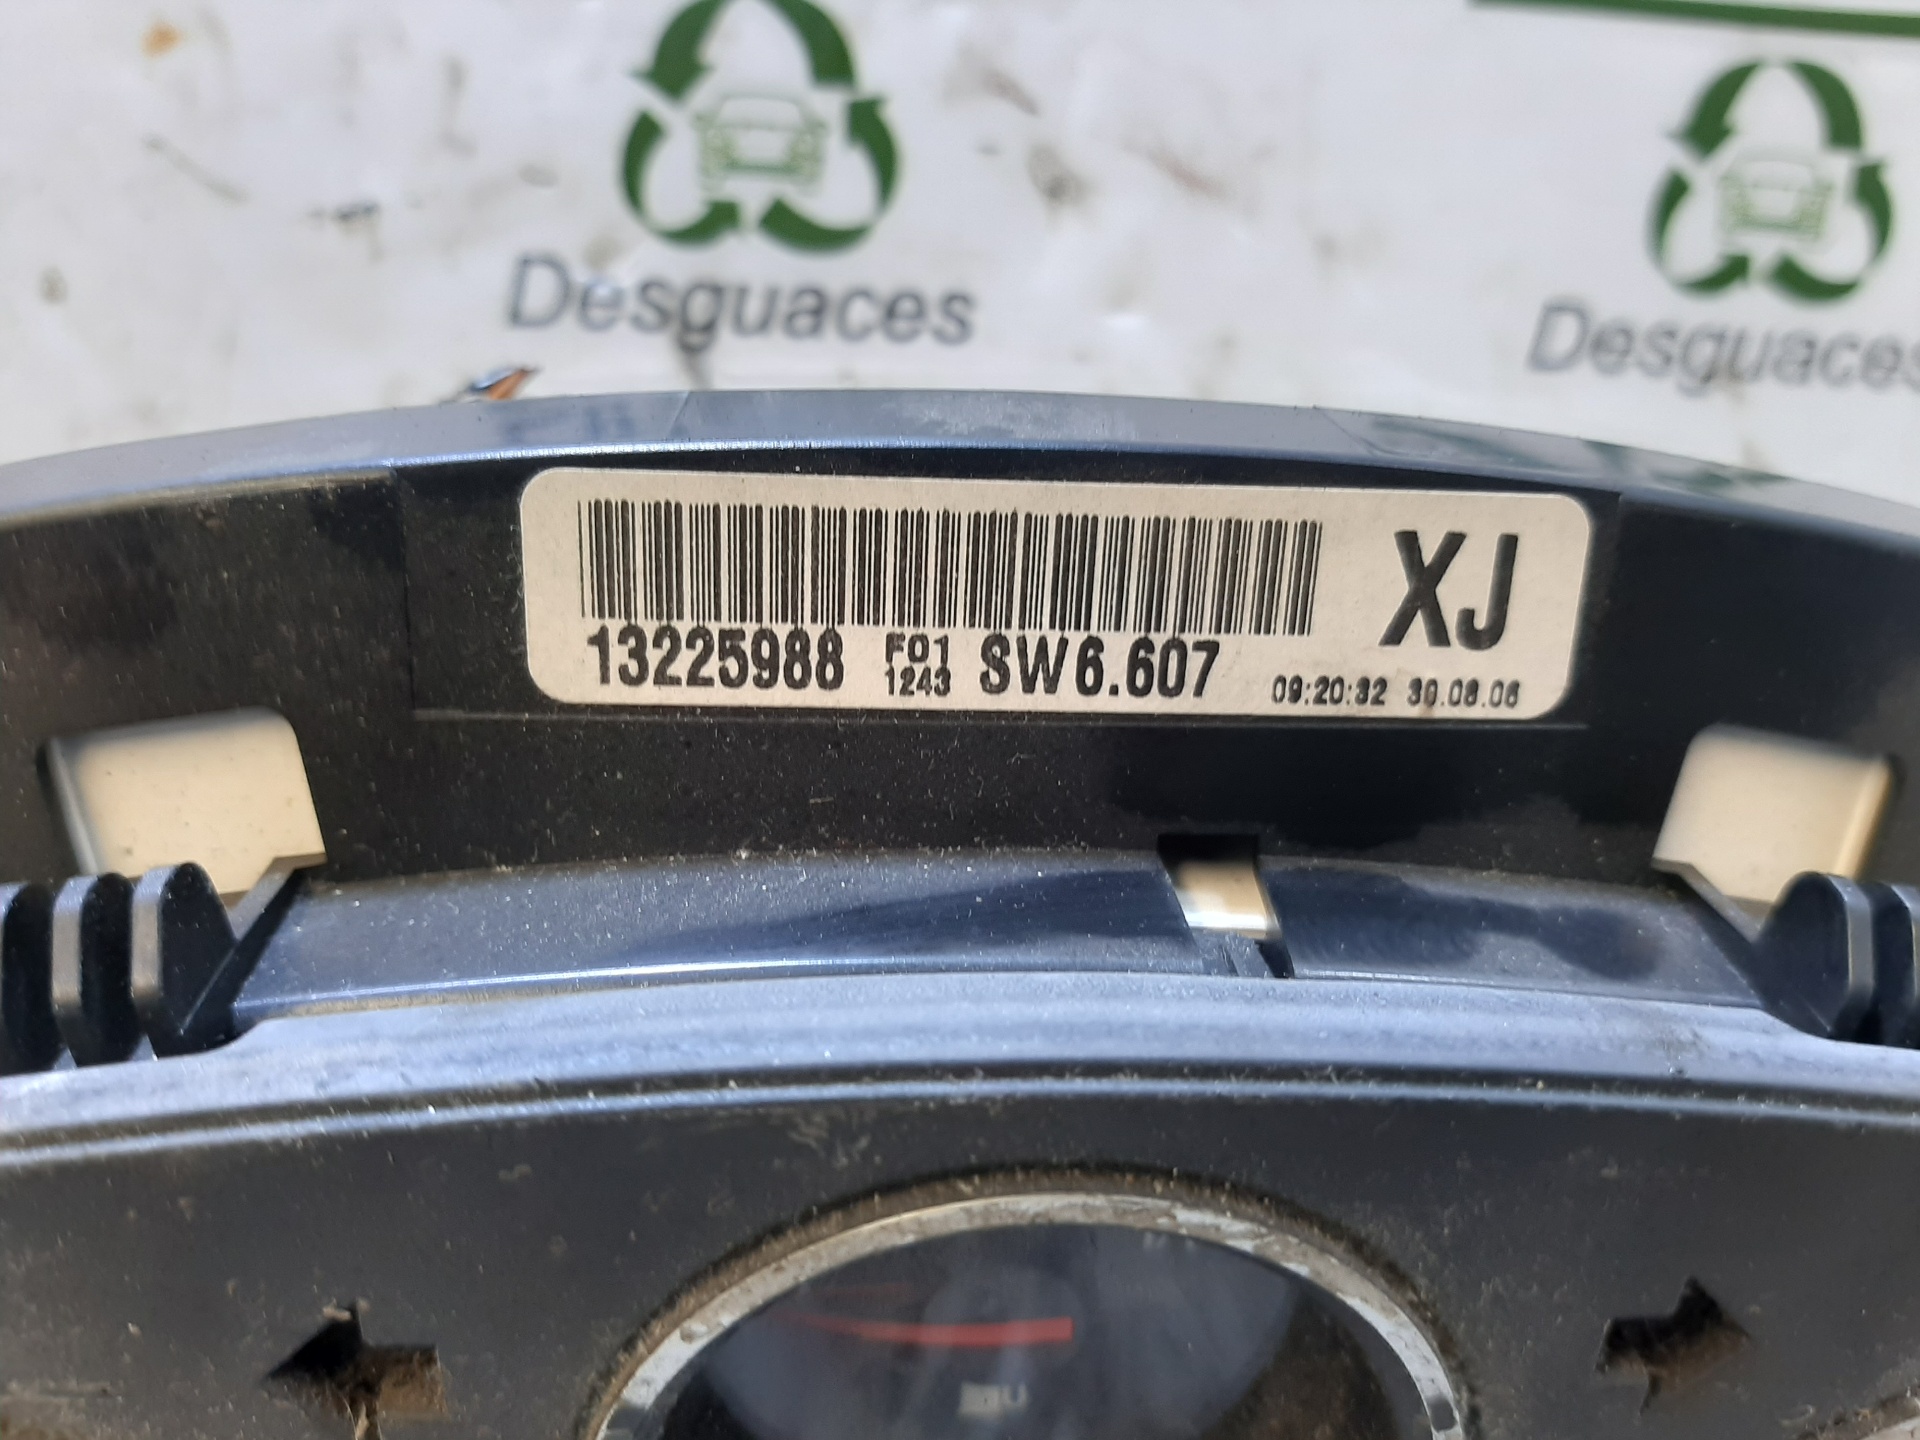 Desguaces
Desguaces
XJ
13225988 F01 1243 SW6.607 09:20:32 30.08.06